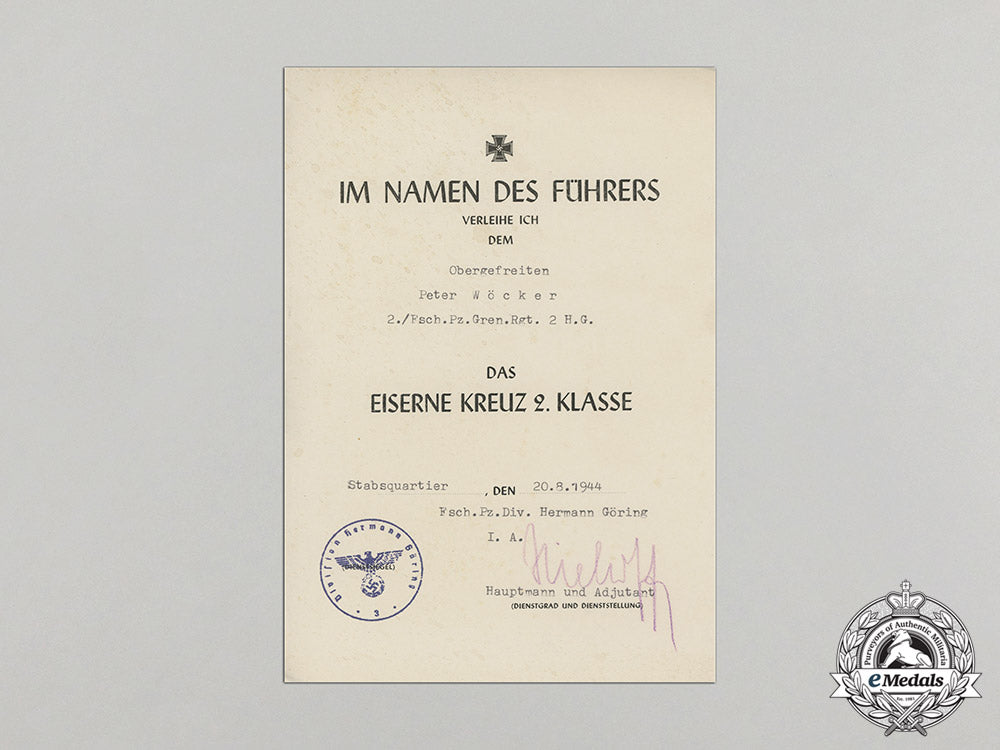 IM NAMEN DES FÜHRERS
VERLEIHE ICH
DEM
Obergefreiten
Peter Wöcker
2./Fsch.Pz.Gren.Rgt. 2 H.G.
DAS
EISERNE KREUZ 2. KLASSE
Stabsquartier , DEN 20.8.1944
Fsch.Pz.Div. Hermann Göring
I. A.
Hauptmann und Adjutant
(DIENSTGRAD UND DIENSTSTELLUNG)
Division Hermann Göring
(DIENSTSIEGEL)
3
Purveyors of Authentic Militaria
eMedals